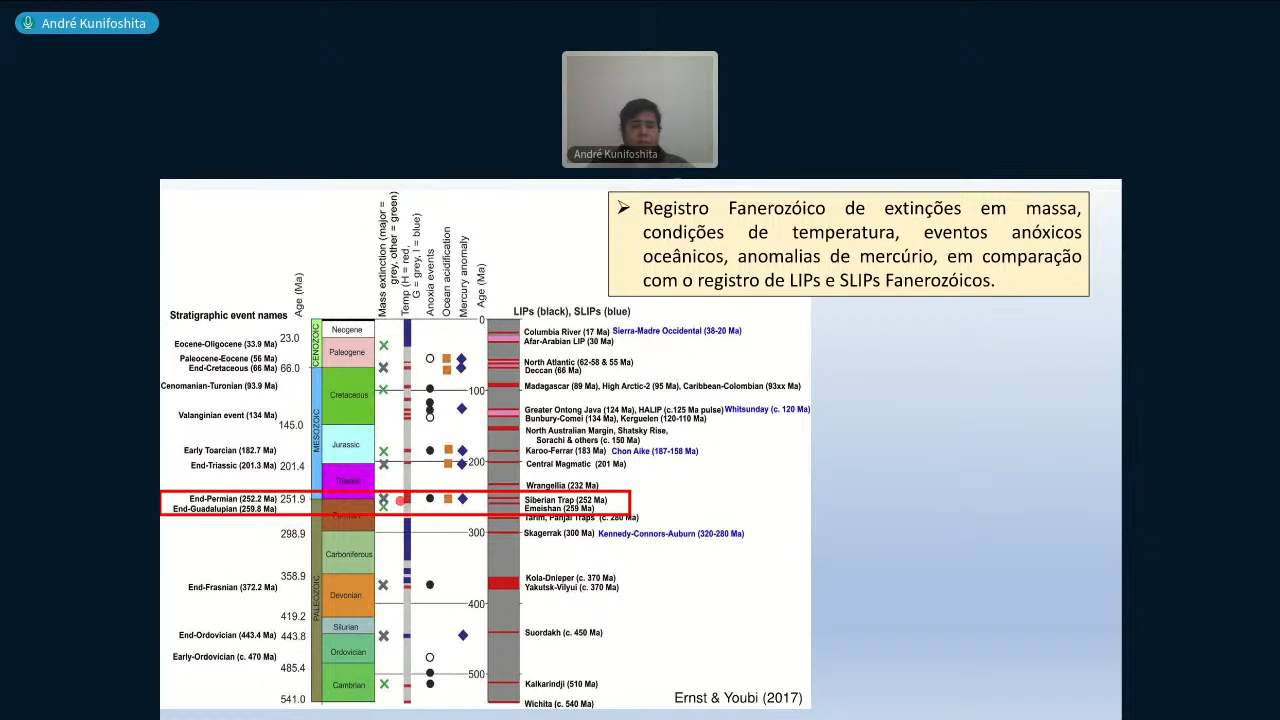 André Kunifoshita
André Kunifoshita
Registro Fanerozóico de extinções em massa,
condições de temperatura, eventos anóxicos
oceânicos, anomalias de mercúrio, em comparação
com o registro de LIPs e SLIPs Fanerozóicos.
Stratigraphic event names
Age (Ma)
Mass extinction (major =
grey, other = green)
Temp (H = red,
G = grey, I = blue)
Anoxia events
Ocean acidification
Mercury anomaly
Age (Ma)
LIPs (black), SLIPs (blue)
Eocene-Oligocene (33.9 Ma)
Paleocene-Eocene (56 Ma)
End-Cretaceous (66 Ma)
Cenomanian-Turonian (93.9 Ma)
Valanginian event (134 Ma)
Early Toarcian (182.7 Ma)
End-Triassic (201.3 Ma)
End-Permian (252.2 Ma)
End-Guadalupian (259.8 Ma)
End-Frasnian (372.2 Ma)
End-Ordovician (443.4 Ma)
Early-Ordovician (c. 470 Ma)
23.0
66.0
145.0
201.4
251.9
298.9
358.9
419.2
443.8
485.4
541.0
CENOZOIC
MESOZOIC
PALEOZOIC
Neogene
Paleogene
Cretaceous
Jurassic
Triassic
Permian
Carboniferous
Devonian
Silurian
Ordovician
Cambrian
0
100
200
300
400
500
Columbia River (17 Ma) Sierra-Madre Occidental (38-20 Ma)
Afar-Arabian LIP (30 Ma)
North Atlantic (62-58 & 55 Ma)
Deccan (66 Ma)
Madagascar (89 Ma), High Arctic-2 (95 Ma), Caribbean-Colombian (93xx Ma)
Greater Ontong Java (124 Ma), HALIP (c.125 Ma pulse) Whitsunday (c. 120 Ma)
Bunbury-Comei (134 Ma), Kerguelen (120-110 Ma)
North Australian Margin, Shatsky Rise,
Sorachi & others (c. 150 Ma)
Karoo-Ferrar (183 Ma) Chon Aike (187-158 Ma)
Central Magmatic (201 Ma)
Wrangellia (232 Ma)
Siberian Trap (252 Ma)
Emeishan (259 Ma)
Tarim, Panjal Traps (c. 280 Ma)
Skagerrak (300 Ma) Kennedy-Connors-Auburn (320-280 Ma)
Kola-Dnieper (c. 370 Ma)
Yakutsk-Vilyui (c. 370 Ma)
Suordakh (c. 450 Ma)
Kalkarindji (510 Ma)
Wichita (c. 540 Ma)
Ernst & Youbi (2017)